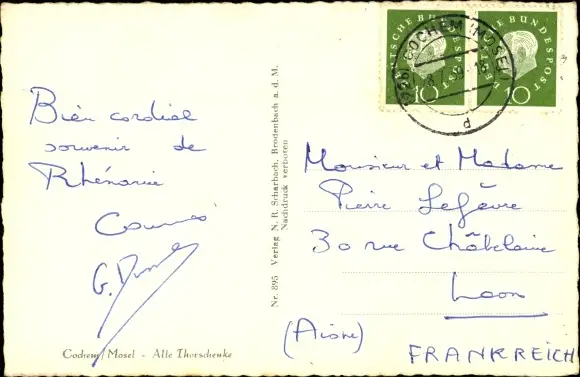 Bien cordial
souvenir de
Rhénanie
G.
Cochem/Mosel - Alte Thorschenke
Nr. 895 Verlag N. R. Scharbach, Brodenbach a. d. M.
Nachdruck verboten
DEUTSCHE BUNDESPOST
10
DEUTSCHE BUNDESPOST
10
COCHEM (MOSEL)
d
Monsieur et Madame
Pierre Lefèvre
30 rue Châtelaine
Laon
(Aisne)
FRANKREICH